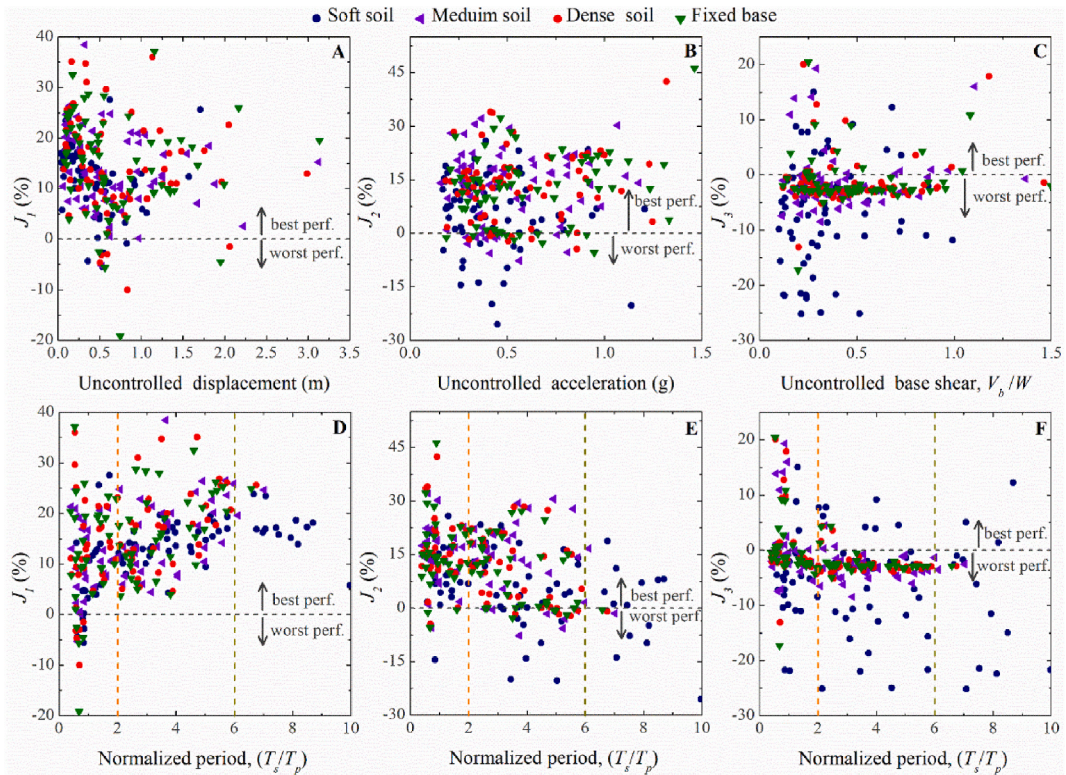 Soft soil Meduim soil Dense soil Fixed base
A
40
30
20
10
0
-10
-20
J1 (%)
best perf.
worst perf.
0.0 0.5 1.0 1.5 2.0 2.5 3.0 3.5
Uncontrolled displacement (m)
B
45
30
15
0
-15
-30
J2 (%)
best perf.
worst perf.
0.0 0.5 1.0 1.5
Uncontrolled acceleration (g)
C
30
20
10
0
-10
-20
-30
J3 (%)
best perf.
worst perf.
0.0 0.5 1.0 1.5
Uncontrolled base shear, Vb/W
D
40
30
20
10
0
-10
-20
J1 (%)
best perf.
worst perf.
0 2 4 6 8 10
Normalized period, (Ts/Tp)
E
45
30
15
0
-15
-30
J2 (%)
best perf.
worst perf.
0 2 4 6 8 10
Normalized period, (Ts/Tp)
F
30
20
10
0
-10
-20
-30
J3 (%)
best perf.
worst perf.
0 2 4 6 8 10
Normalized period, (Ts/Tp)